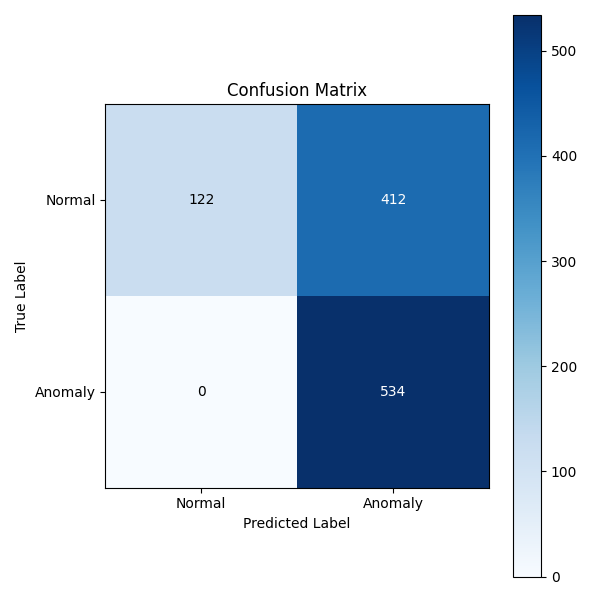 Confusion Matrix
True Label
Normal
122
412
Anomaly
0
534
Normal
Anomaly
Predicted Label
500
400
300
200
100
0